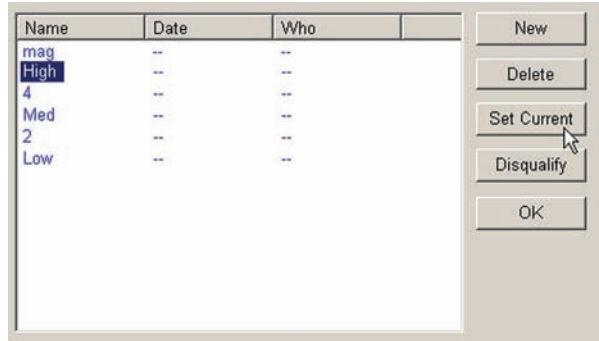 Name Date Who New
mag -- --
High -- -- Delete
4 -- --
Med -- -- Set Current
2 -- --
Low -- -- Disqualify
OK